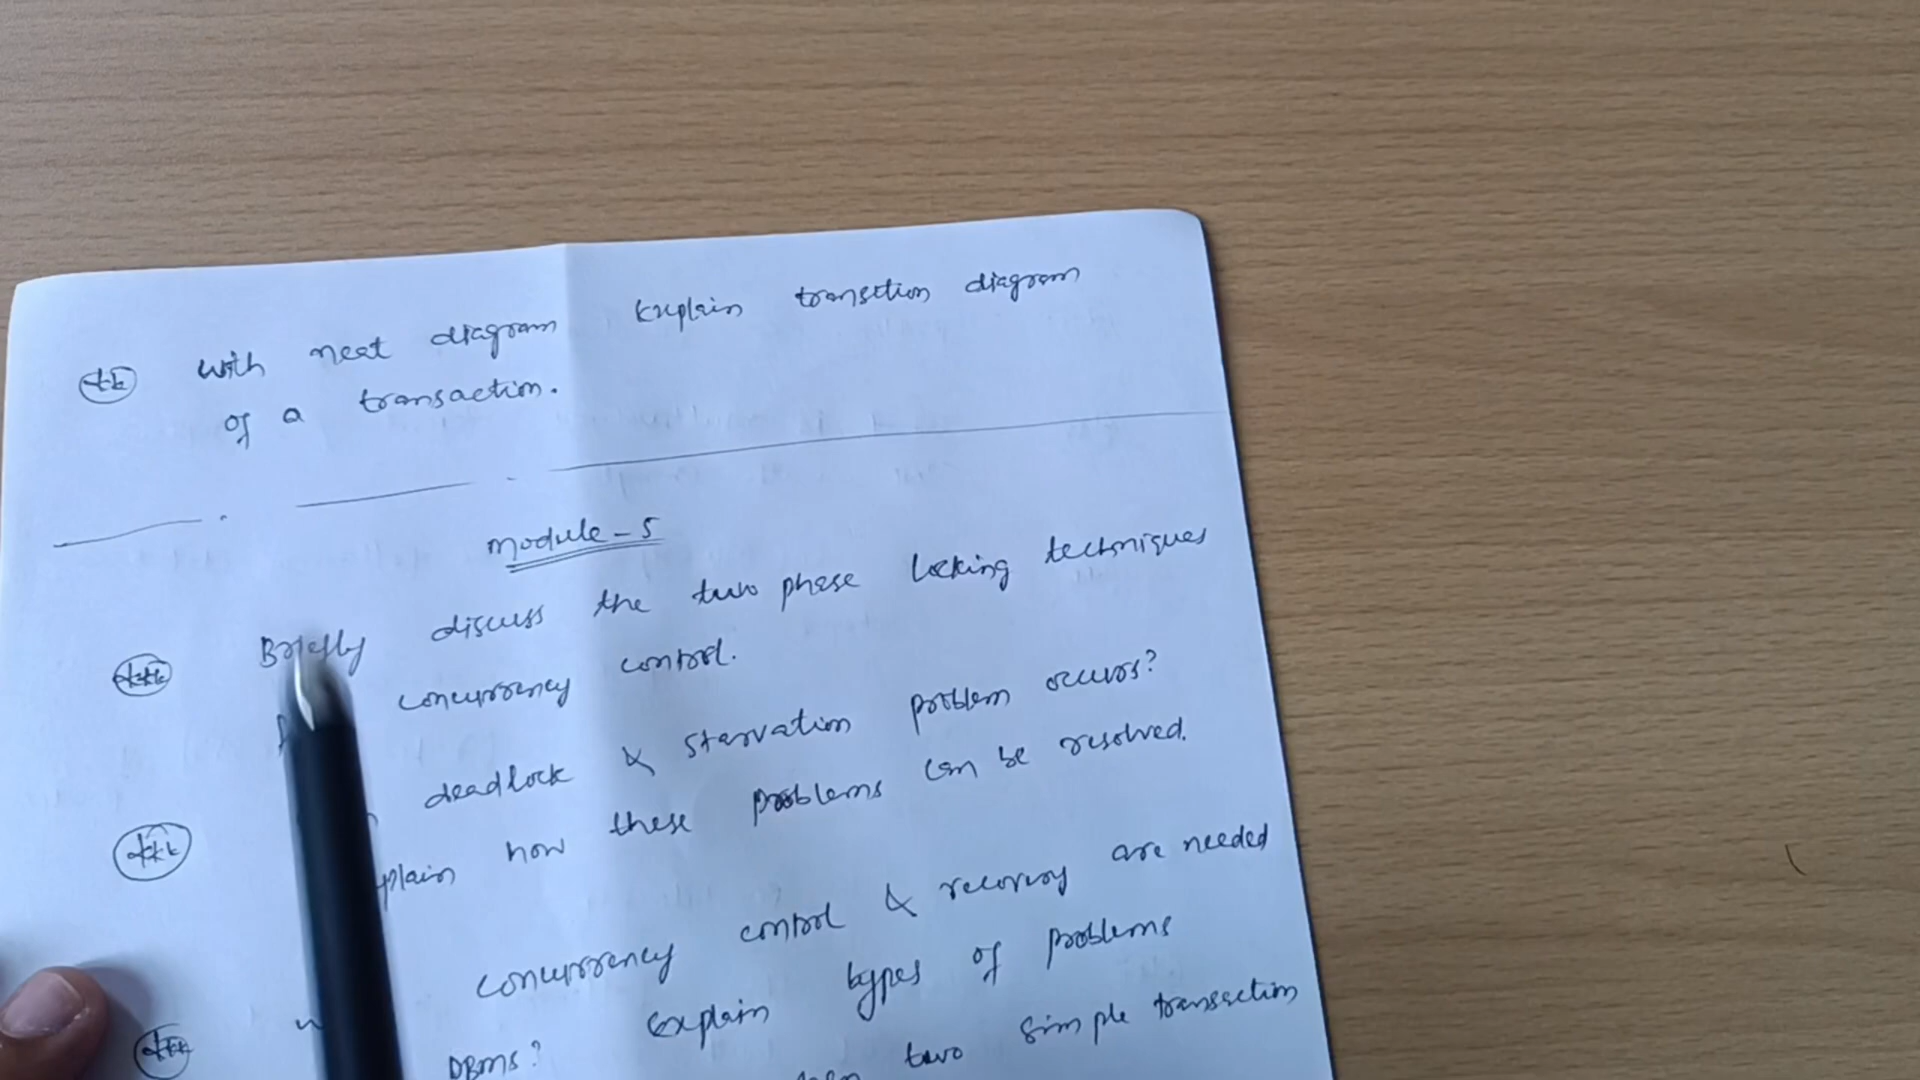 With neat diagram Explain transition diagram
of a transaction.
Module-5
Briefly discuss the two phase locking techniques
concurrency control.
deadlock & starvation problem occurs?
how these problems can be resolved.
concurrency control & recovery are needed
DBMS? Explain types of problems
two simple transaction